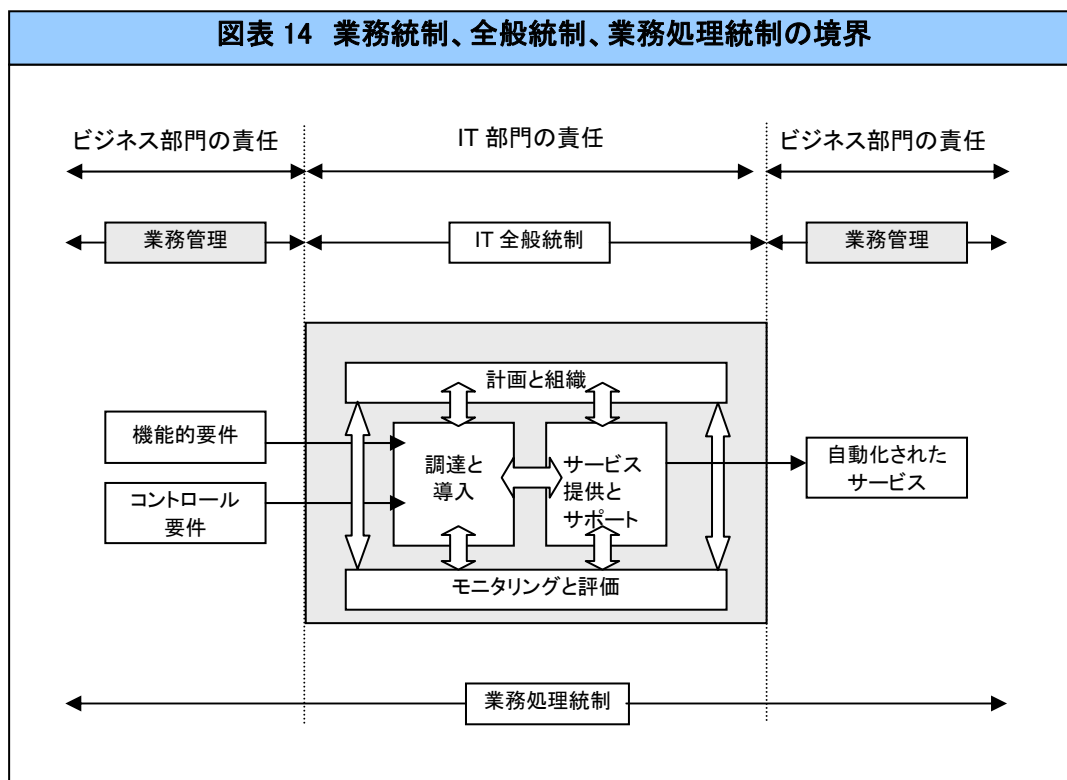 図表 14 業務統制、全般統制、業務処理統制の境界
ビジネス部門の責任
IT 部門の責任
ビジネス部門の責任
業務管理
IT 全般統制
業務管理
計画と組織
機能的要件
コントロール
要件
調達と
導入
サービス
提供と
サポート
自動化された
サービス
モニタリングと評価
業務処理統制